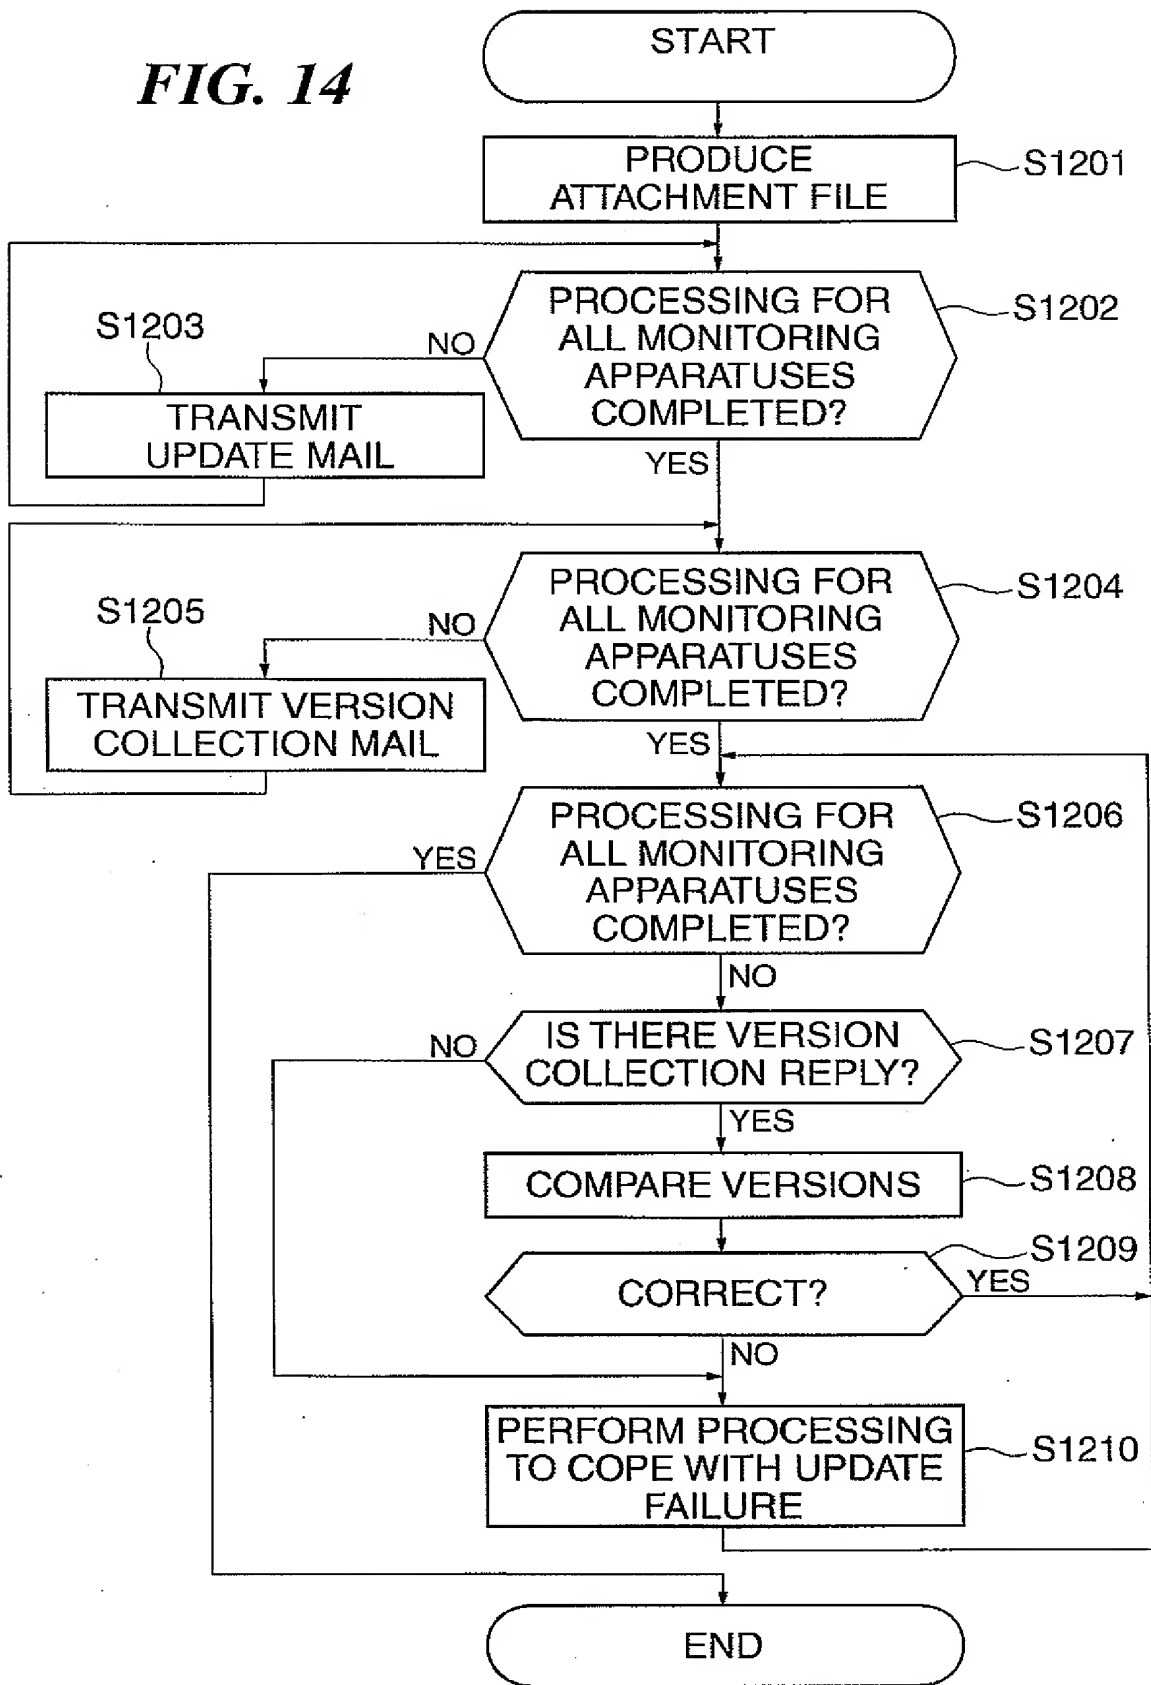 FIG. 14
START
PRODUCE
ATTACHMENT FILE
S1201
PROCESSING FOR
ALL MONITORING
APPARATUSES
COMPLETED?
S1202
NO
YES
S1203
TRANSMIT
UPDATE MAIL
PROCESSING FOR
ALL MONITORING
APPARATUSES
COMPLETED?
S1204
NO
YES
S1205
TRANSMIT VERSION
COLLECTION MAIL
PROCESSING FOR
ALL MONITORING
APPARATUSES
COMPLETED?
S1206
YES
NO
IS THERE VERSION
COLLECTION REPLY?
S1207
NO
YES
COMPARE VERSIONS
S1208
CORRECT?
S1209
YES
NO
PERFORM PROCESSING
TO COPE WITH UPDATE
FAILURE
S1210
END